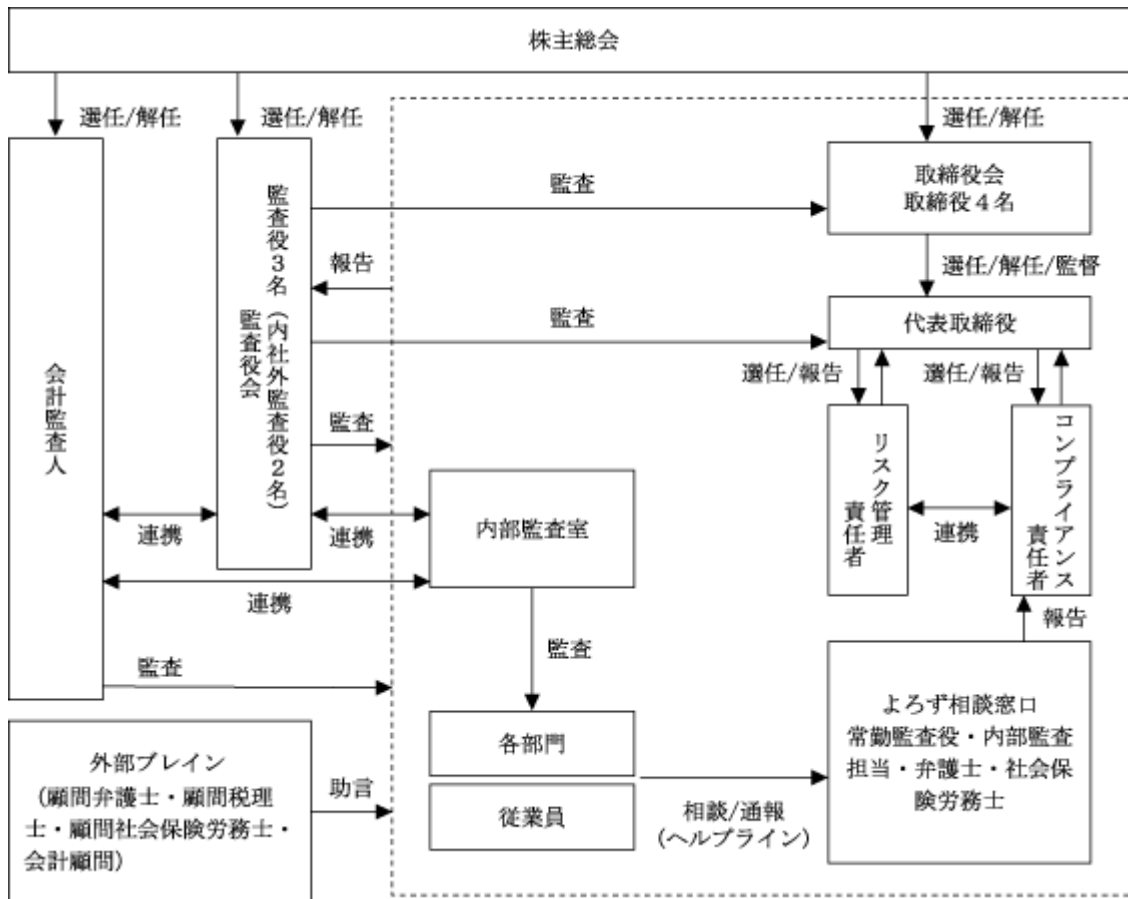 株主総会
選任/解任
選任/解任
選任/解任
会計監査人
監査役3名(内社外監査役2名)
監査役会
監査
取締役会
取締役4名
報告
選任/解任/監督
監査
代表取締役
選任/報告
選任/報告
監査
リスク管理
責任者
コンプライアンス
責任者
連携
連携
内部監査室
連携
連携
報告
監査
監査
よろず相談窓口
常勤監査役・内部監査
担当・弁護士・社会保
険労務士
各部門
従業員
相談/通報
(ヘルプライン)
外部ブレイン
(顧問弁護士・顧問税理
士・顧問社会保険労務士・
会計顧問)
助言